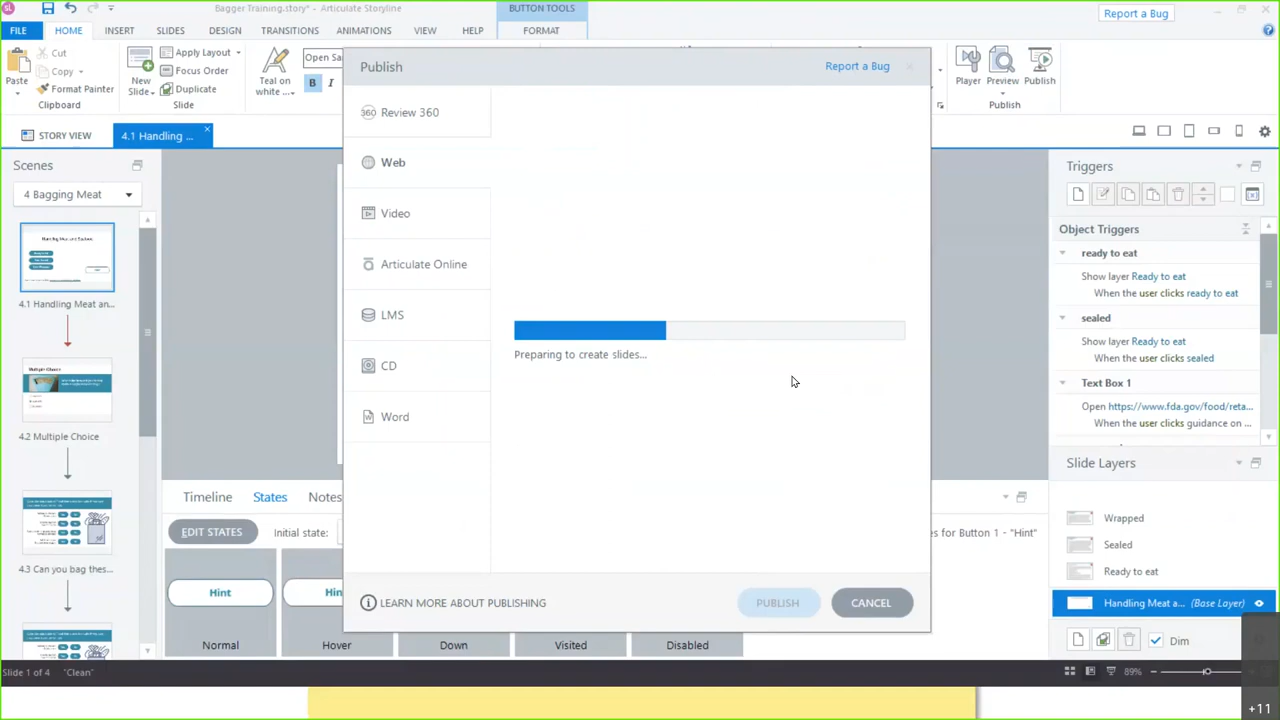 Bagger Training.story* - Articulate Storyline
BUTTON TOOLS
Report a Bug
FILE
HOME
INSERT
SLIDES
DESIGN
TRANSITIONS
ANIMATIONS
VIEW
HELP
FORMAT
Paste
Cut
Copy
Format Painter
Clipboard
New
Slide
Apply Layout
Focus Order
Duplicate
Slide
Teal on
white ...
Open Sa
B I
Player
Preview
Publish
Publish
STORY VIEW
4.1 Handling ...
Scenes
4 Bagging Meat
4.1 Handling Meat an...
Multiple Choice
4.2 Multiple Choice
4.3 Can you bag thes...
Publish
Report a Bug
360 Review 360
Web
Video
Articulate Online
LMS
CD
Word
Preparing to create slides...
LEARN MORE ABOUT PUBLISHING
PUBLISH
CANCEL
Timeline
States
Notes
EDIT STATES
Initial state:
es for Button 1 - "Hint"
Hint
Hin
Normal
Hover
Down
Visited
Disabled
Triggers
Object Triggers
ready to eat
Show layer Ready to eat
When the user clicks ready to eat
sealed
Show layer Ready to eat
When the user clicks sealed
Text Box 1
Open https://www.fda.gov/food/reta...
When the user clicks guidance on ...
Slide Layers
Wrapped
Sealed
Ready to eat
Handling Meat a... (Base Layer)
Dim
Slide 1 of 4
"Clean"
89%
+11